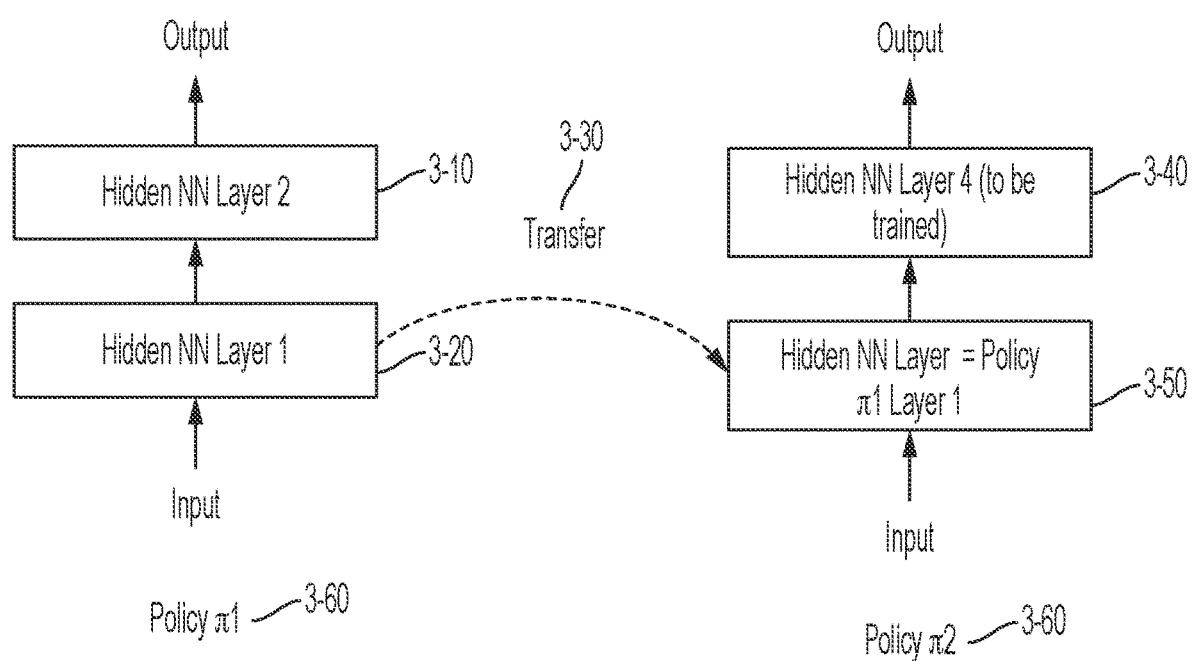 Output
Hidden NN Layer 2
3-10
Hidden NN Layer 1
3-20
Input
Policy π1
3-60
3-30
Transfer
Output
Hidden NN Layer 4 (to be
trained)
3-40
Hidden NN Layer = Policy
π1 Layer 1
3-50
Input
Policy π2
3-60